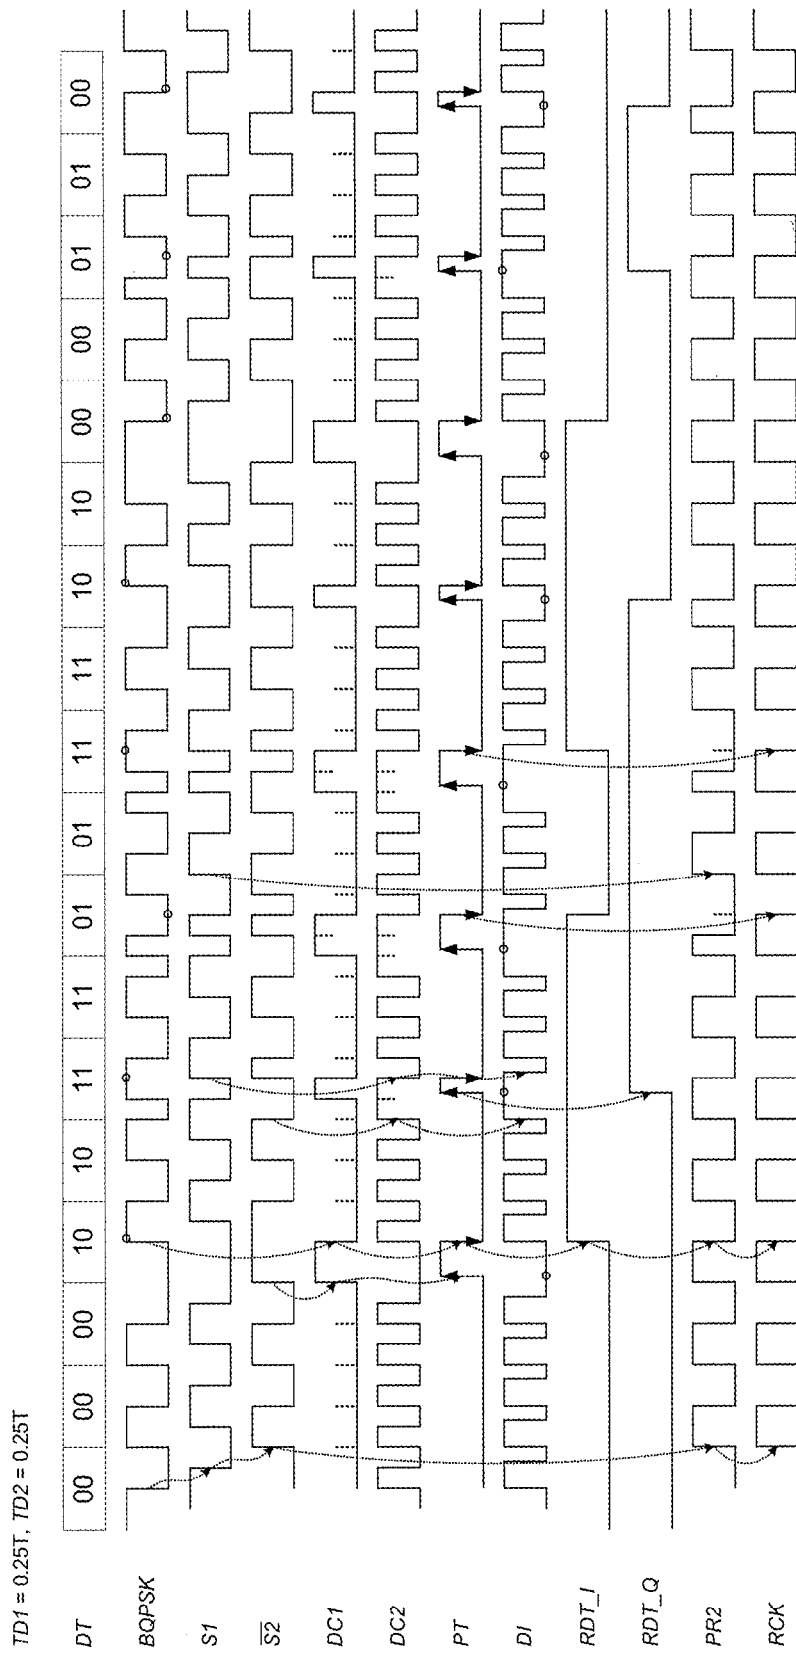 TD1 = 0.25T, TD2 = 0.25T
DT 00 00 00 10 10 11 11 01 01 11 11 10 10 00 00 01 01 00
BQPSK
S1
S̅2̅
DC1
DC2
PT
DI
RDT_I
RDT_Q
PR2
RCK